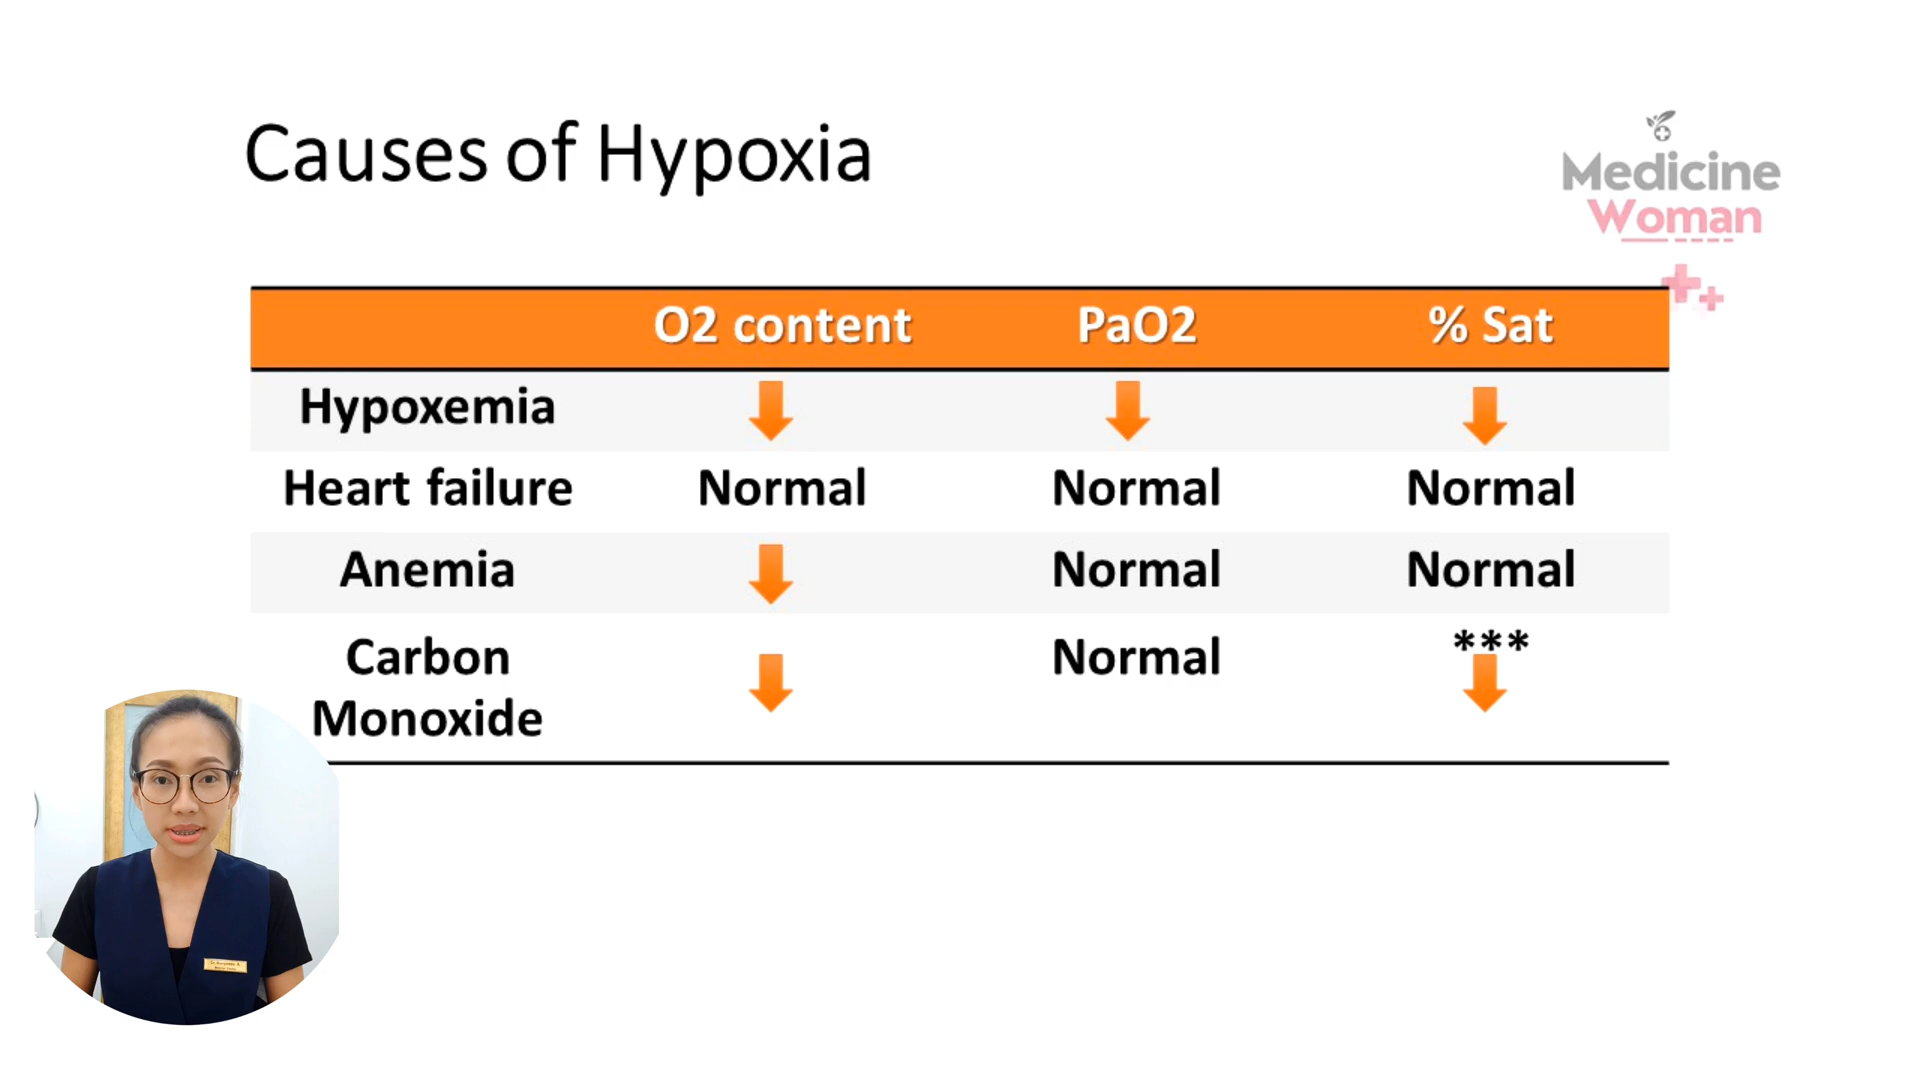 Causes of Hypoxia
Medicine
Woman
O2 content PaO2 % Sat
Hypoxemia
Heart failure Normal Normal Normal
Anemia Normal Normal
Carbon Monoxide Normal ***